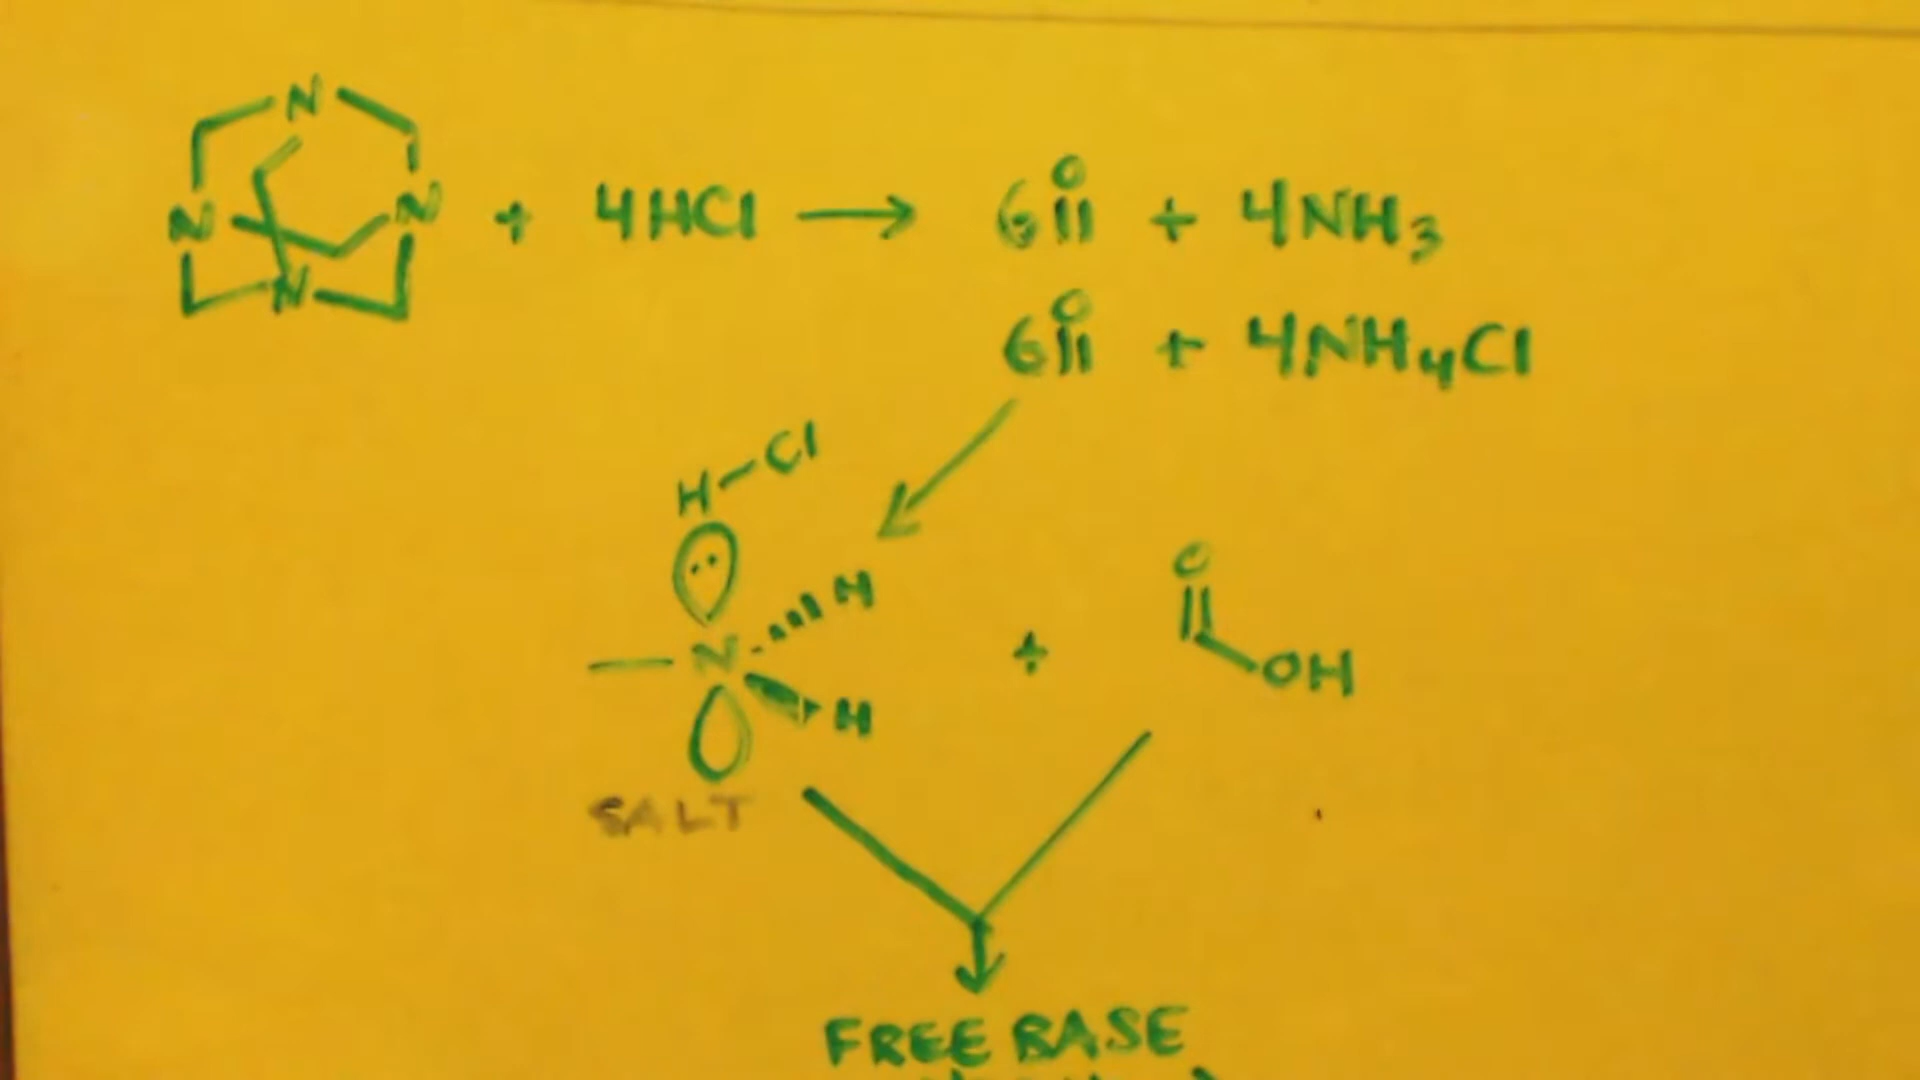 N
N N + 4HCl → 6 O + 4NH3
N
6 O + 4NH4Cl
H-Cl
N H H + O OH
SALT
FREE BASE